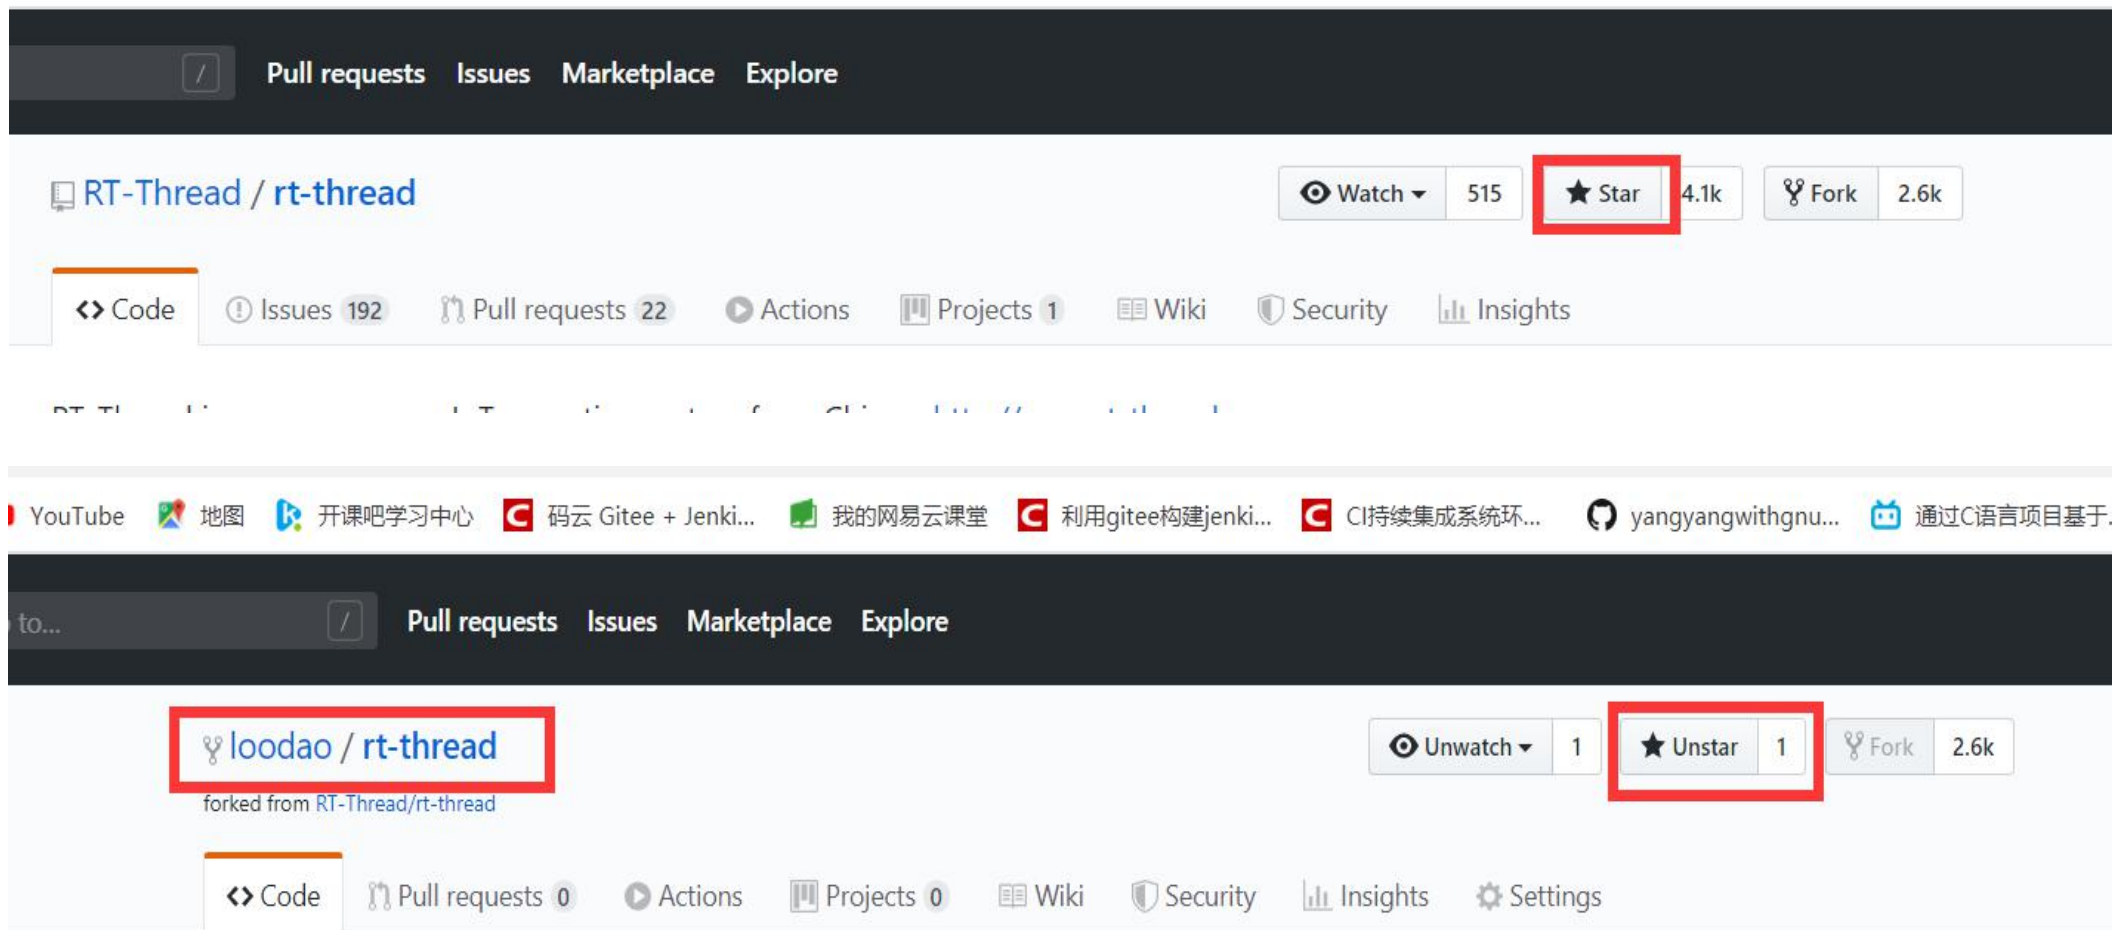 / Pull requests Issues Marketplace Explore
RT-Thread / rt-thread Watch 515 Star 4.1k Fork 2.6k
Code Issues 192 Pull requests 22 Actions Projects 1 Wiki Security Insights
YouTube 地图 开课吧学习中心 码云 Gitee + Jenki... 我的网易云课堂 利用gitee构建jenki... CI持续集成系统环... yangyangwithgnu... 通过C语言项目基于
to... / Pull requests Issues Marketplace Explore
loodao / rt-thread Unwatch 1 Unstar 1 Fork 2.6k
forked from RT-Thread/rt-thread
Code Pull requests 0 Actions Projects 0 Wiki Security Insights Settings